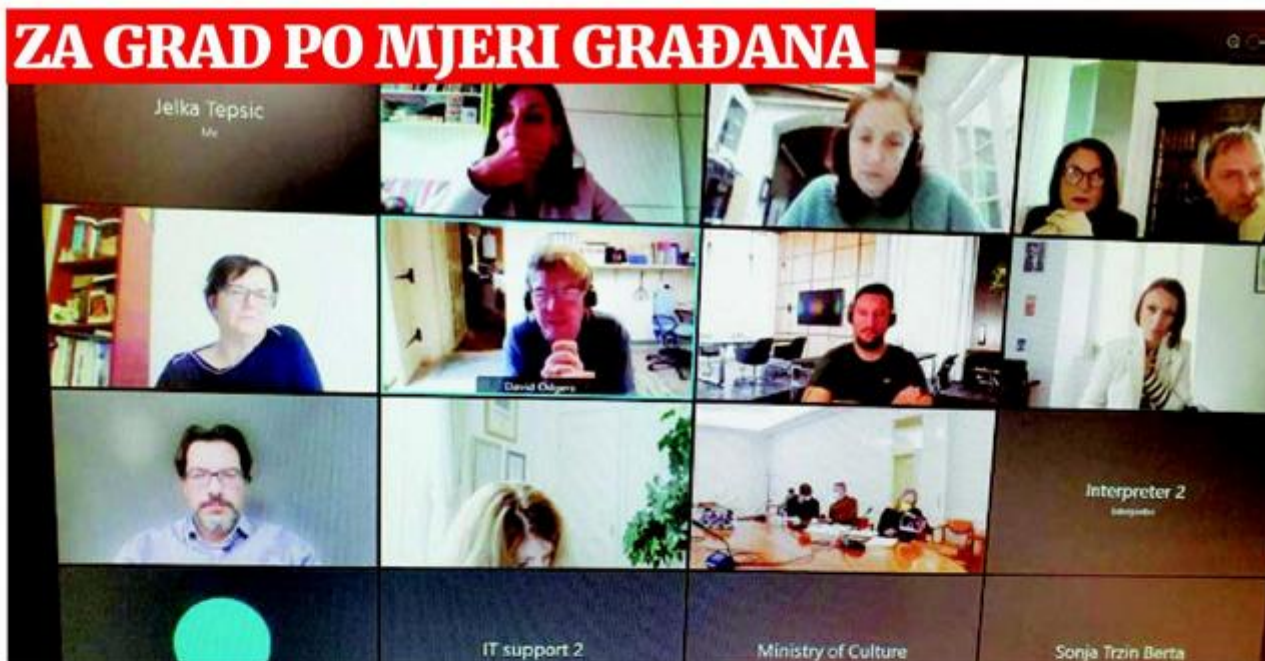 ZA GRAD PO MJERI GRAĐANA
Jelka Tepsic
Me
David Odgers
Interpreter 2
Interpreter
IT support 2
Ministry of Culture
Sonja Trzin Berta